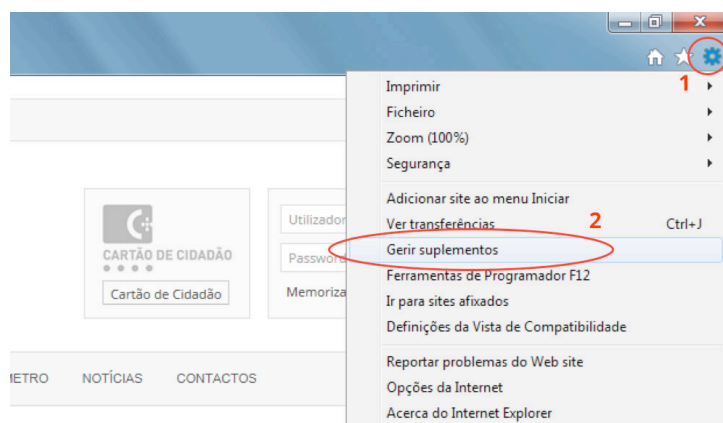 1
Imprimir
Ficheiro
Zoom (100%)
Segurança
Adicionar site ao menu Iniciar
Ver transferências 2 Ctrl+J
Gerir suplementos
Ferramentas de Programador F12
Ir para sites afixados
Definições da Vista de Compatibilidade
Reportar problemas do Web site
Opções da Internet
Acerca do Internet Explorer
CARTÃO DE CIDADÃO
Cartão de Cidadão
Utilizador
Password
Memoriza
METRO NOTÍCIAS CONTACTOS